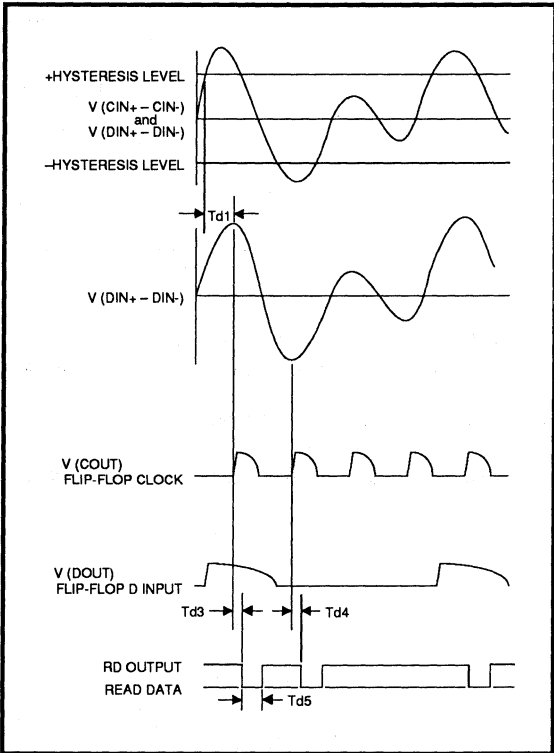 +HYSTERESIS LEVEL
V (CIN+ – CIN-)
and
V (DIN+ – DIN-)
–HYSTERESIS LEVEL
Td1
V (DIN+ – DIN-)
V (COUT)
FLIP-FLOP CLOCK
V (DOUT)
FLIP-FLOP D INPUT
Td3
Td4
RD OUTPUT
READ DATA
Td5